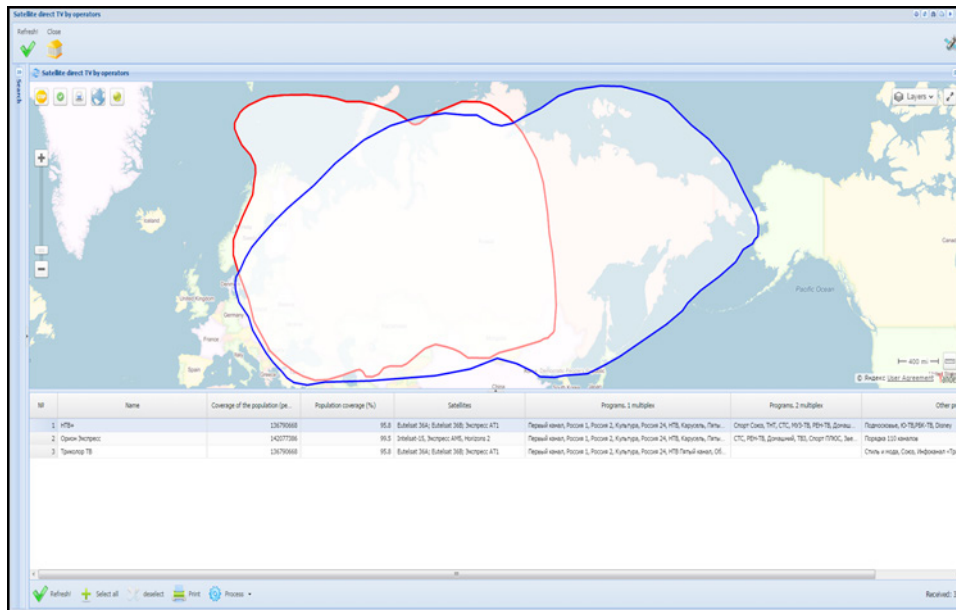 Satellite direct TV by operators
Refresh! Close
Search
Satellite direct TV by operators
Layers
Iceland
United Kingdom
Germany
France
Italy
Spain
Greece
China
Pacific Ocean
400 mi
© Яндекс User Agreement
№ Name Coverage of the population (pe... Population coverage (%) Satellites Programs. 1 multiplex Programs. 2 multiplex Other p
1 НТВ+ 136790668 95.8 Eutelsat 36A; Eutelsat 36B; Экспресс АТ1 Первый канал, Россия 1, Россия 2, Культура, Россия 24, НТВ, Карусель, Пяты... Спорт Союз, ТНТ, СТС, МУЗ-ТВ, РЕН-ТВ, Домаш... Подмосковье, Ю-ТВ,РБК-ТВ, Disney
2 Орион Экспресс 142077386 99.5 Intelsat-15, Экспресс АМ5, Horizons 2 Первый канал, Россия 1, Россия 2, Культура, Россия 24, НТВ, Карусель, Пяты... СТС, РЕН-ТВ, Домашний, ТВ3, Спорт ПЛЮС, Зве... Порядка 110 каналов
3 Триколор ТВ 136790668 95.8 Eutelsat 36A; Eutelsat 36B; Экспресс АТ1 Первый канал, Россия 1, Россия 2, Культура, Россия 24, НТВ Пятый канал, Об... Стиль и мода, Союз, Инфоканал «Тр
Refresh! Select all deselect Print Process Received: 3